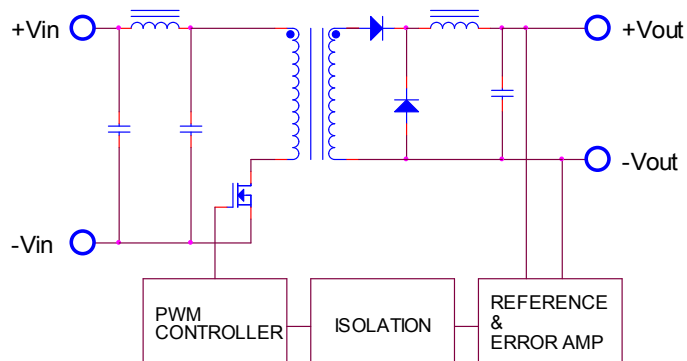 +Vin
+Vout
-Vout
-Vin
PWM
CONTROLLER
ISOLATION
REFERENCE
&
ERROR AMP